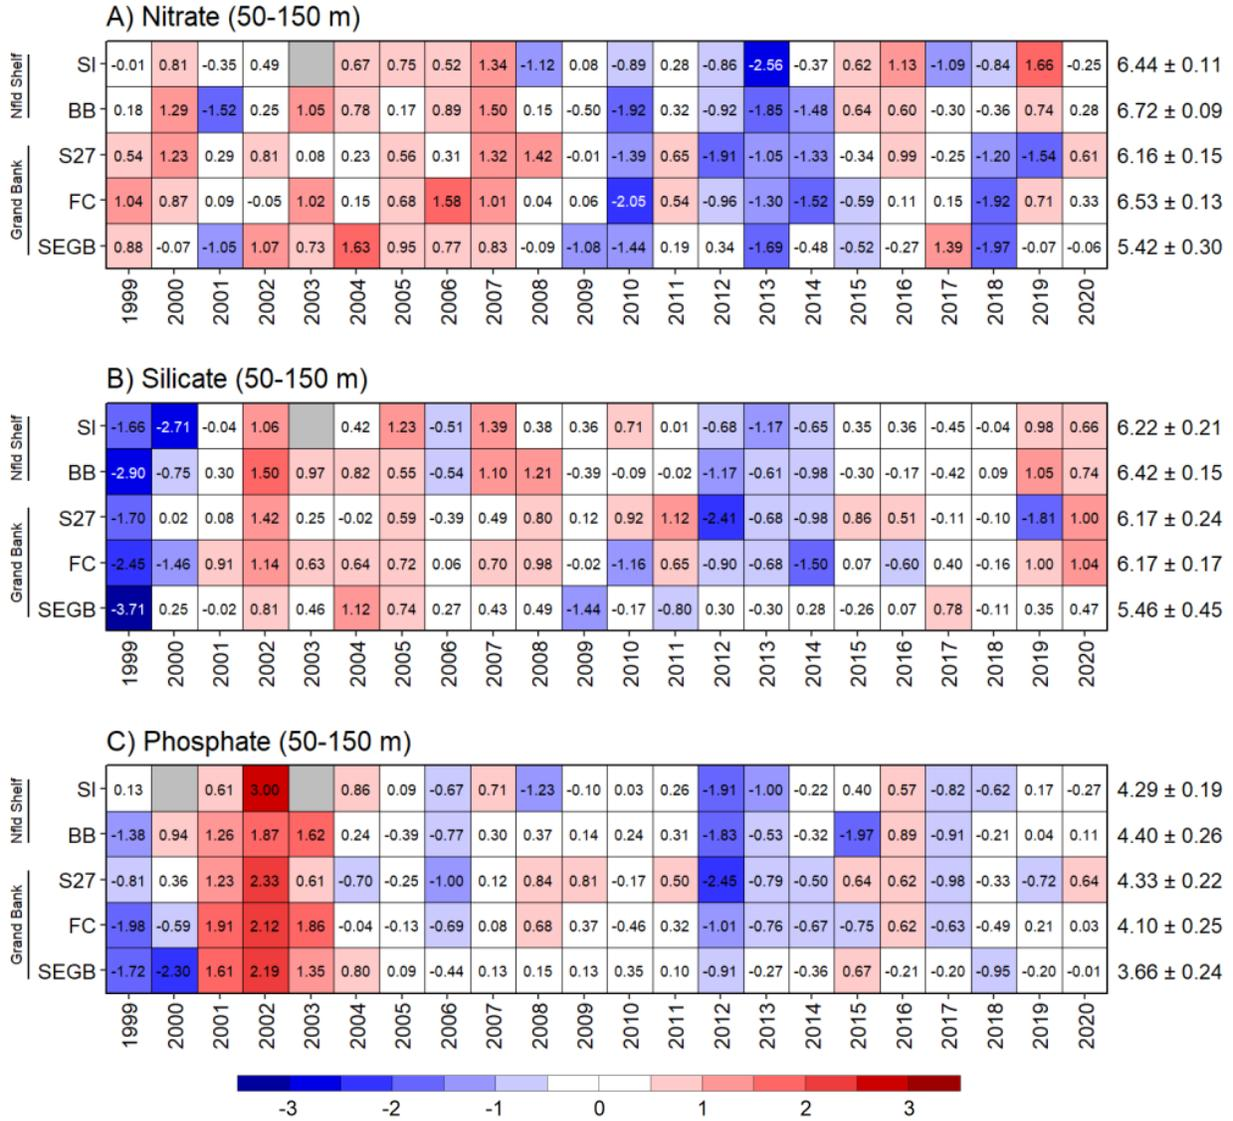 A) Nitrate (50-150 m)
Nfld Shelf
SI -0.01 0.81 -0.35 0.49 0.67 0.75 0.52 1.34 -1.12 0.08 -0.89 0.28 -0.86 -2.56 -0.37 0.62 1.13 -1.09 -0.84 1.66 -0.25 6.44 ± 0.11
BB 0.18 1.29 -1.52 0.25 1.05 0.78 0.17 0.89 1.50 0.15 -0.50 -1.92 0.32 -0.92 -1.85 -1.48 0.64 0.60 -0.30 -0.36 0.74 0.28 6.72 ± 0.09
Grand Bank
S27 0.54 1.23 0.29 0.81 0.08 0.23 0.56 0.31 1.32 1.42 -0.01 -1.39 0.65 -1.91 -1.05 -1.33 -0.34 0.99 -0.25 -1.20 -1.54 0.61 6.16 ± 0.15
FC 1.04 0.87 0.09 -0.05 1.02 0.15 0.68 1.58 1.01 0.04 0.06 -2.05 0.54 -0.96 -1.30 -1.52 -0.59 0.11 0.15 -1.92 0.71 0.33 6.53 ± 0.13
SEGB 0.88 -0.07 -1.05 1.07 0.73 1.63 0.95 0.77 0.83 -0.09 -1.08 -1.44 0.19 0.34 -1.69 -0.48 -0.52 -0.27 1.39 -1.97 -0.07 -0.06 5.42 ± 0.30
1999 2000 2001 2002 2003 2004 2005 2006 2007 2008 2009 2010 2011 2012 2013 2014 2015 2016 2017 2018 2019 2020
B) Silicate (50-150 m)
Nfld Shelf
SI -1.66 -2.71 -0.04 1.06 0.42 1.23 -0.51 1.39 0.38 0.36 0.71 0.01 -0.68 -1.17 -0.65 0.35 0.36 -0.45 -0.04 0.98 0.66 6.22 ± 0.21
BB -2.90 -0.75 0.30 1.50 0.97 0.82 0.55 -0.54 1.10 1.21 -0.39 -0.09 -0.02 -1.17 -0.61 -0.98 -0.30 -0.17 -0.42 0.09 1.05 0.74 6.42 ± 0.15
Grand Bank
S27 -1.70 0.02 0.08 1.42 0.25 -0.02 0.59 -0.39 0.49 0.80 0.12 0.92 1.12 -2.41 -0.68 -0.98 0.86 0.51 -0.11 -0.10 -1.81 1.00 6.17 ± 0.24
FC -2.45 -1.46 0.91 1.14 0.63 0.64 0.72 0.06 0.70 0.98 -0.02 -1.16 0.65 -0.90 -0.68 -1.50 0.07 -0.60 0.40 -0.16 1.00 1.04 6.17 ± 0.17
SEGB -3.71 0.25 -0.02 0.81 0.46 1.12 0.74 0.27 0.43 0.49 -1.44 -0.17 -0.80 0.30 -0.30 0.28 -0.26 0.07 0.78 -0.11 0.35 0.47 5.46 ± 0.45
1999 2000 2001 2002 2003 2004 2005 2006 2007 2008 2009 2010 2011 2012 2013 2014 2015 2016 2017 2018 2019 2020
C) Phosphate (50-150 m)
Nfld Shelf
SI 0.13 0.61 3.00 0.86 0.09 -0.67 0.71 -1.23 -0.10 0.03 0.26 -1.91 -1.00 -0.22 0.40 0.57 -0.82 -0.62 0.17 -0.27 4.29 ± 0.19
BB -1.38 0.94 1.26 1.87 1.62 0.24 -0.39 -0.77 0.30 0.37 0.14 0.24 0.31 -1.83 -0.53 -0.32 -1.97 0.89 -0.91 -0.21 0.04 0.11 4.40 ± 0.26
Grand Bank
S27 -0.81 0.36 1.23 2.33 0.61 -0.70 -0.25 -1.00 0.12 0.84 0.81 -0.17 0.50 -2.45 -0.79 -0.50 0.64 0.62 -0.98 -0.33 -0.72 0.64 4.33 ± 0.22
FC -1.98 -0.59 1.91 2.12 1.86 -0.04 -0.13 -0.69 0.08 0.68 0.37 -0.46 0.32 -1.01 -0.76 -0.67 -0.75 0.62 -0.63 -0.49 0.21 0.03 4.10 ± 0.25
SEGB -1.72 -2.30 1.61 2.19 1.35 0.80 0.09 -0.44 0.13 0.15 0.13 0.35 0.10 -0.91 -0.27 -0.36 0.67 -0.21 -0.20 -0.95 -0.20 -0.01 3.66 ± 0.24
1999 2000 2001 2002 2003 2004 2005 2006 2007 2008 2009 2010 2011 2012 2013 2014 2015 2016 2017 2018 2019 2020
-3 -2 -1 0 1 2 3